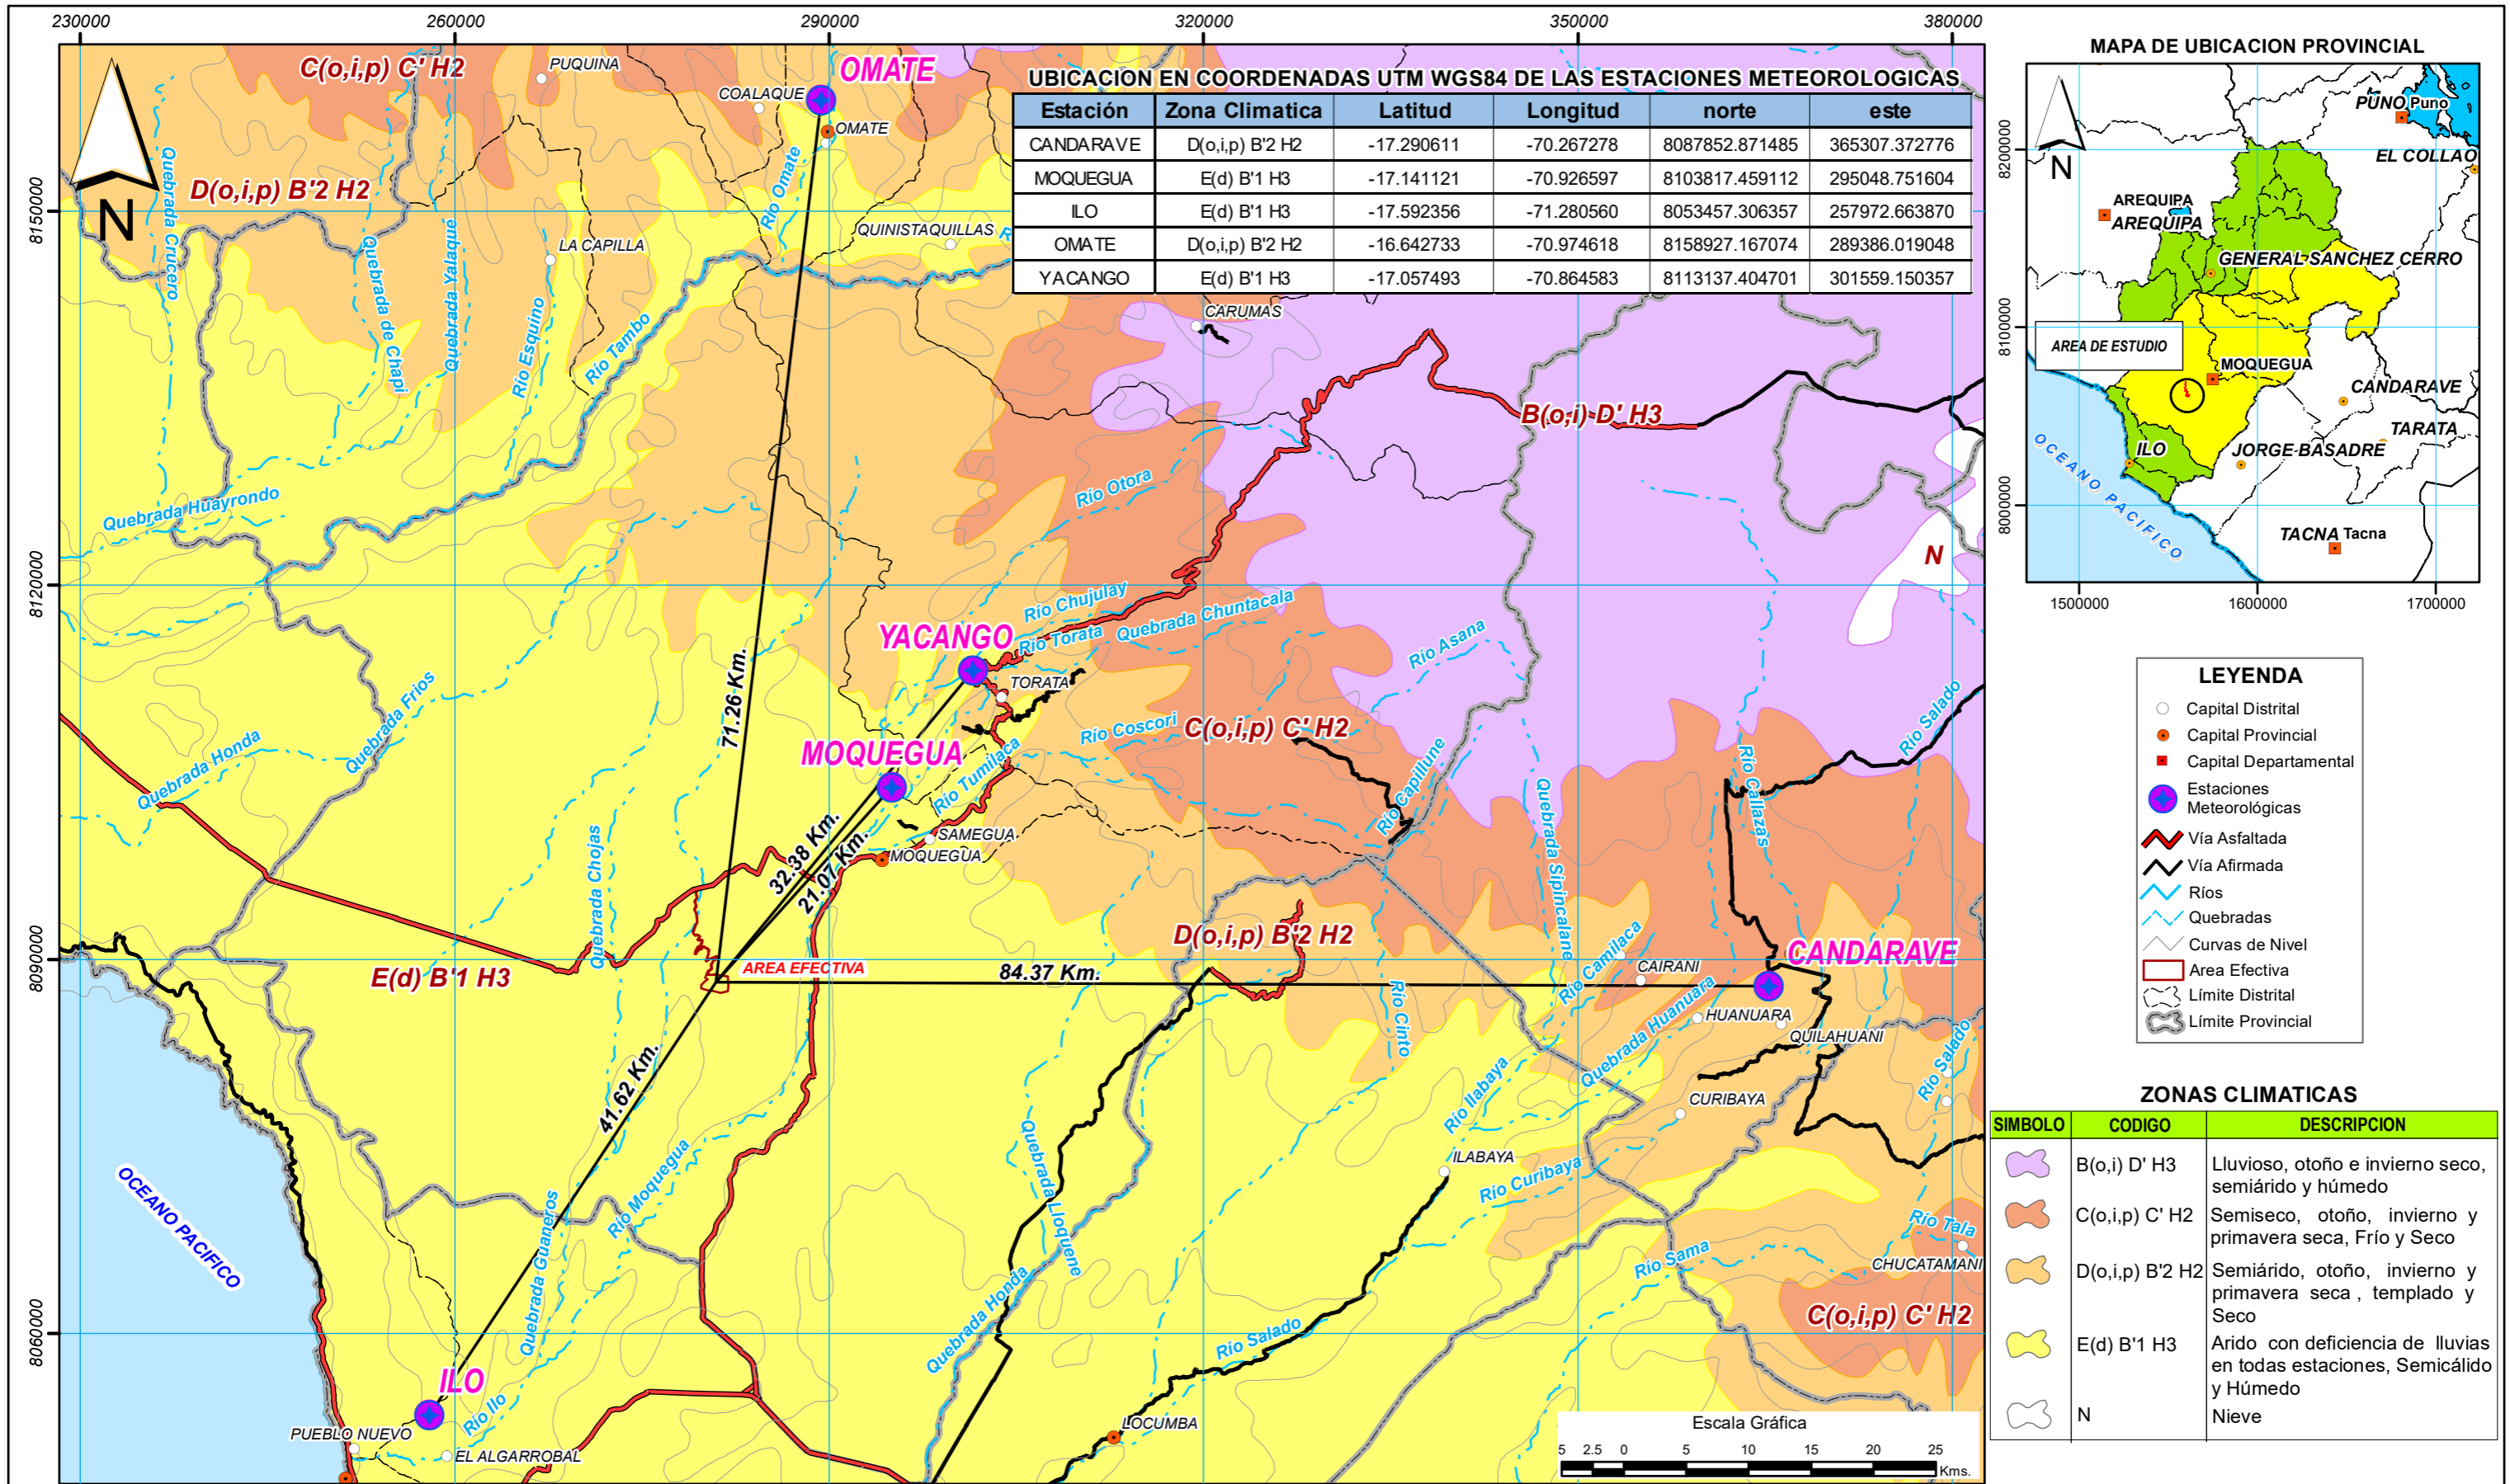 230000 260000 290000 320000 350000 380000
8150000
8120000
8090000
8060000
N
UBICACION EN COORDENADAS UTM WGS84 DE LAS ESTACIONES METEOROLOGICAS
Estación Zona Climatica Latitud Longitud norte este
CANDARAVE D(o,i,p) B'2 H2 -17.290611 -70.267278 8087852.871485 365307.372776
MOQUEGUA E(d) B'1 H3 -17.141121 -70.926597 8103817.459112 295048.751604
ILO E(d) B'1 H3 -17.592356 -71.280560 8053457.306357 257972.663870
OMATE D(o,i,p) B'2 H2 -16.642733 -70.974618 8158927.167074 289386.019048
YACANGO E(d) B'1 H3 -17.057493 -70.864583 8113137.404701 301559.150357
C(o,i,p) C' H2
PUQUINA
OMATE
COALAQUE
OMATE
D(o,i,p) B'2 H2
Quebrada Crucero
Quebrada de Chapi
Quebrada Yalaque
LA CAPILLA
Río Esquino
Río Tambo
Río Omate
QUINISTAQUILLAS
CARUMAS
B(o,i) D' H3
Quebrada Huayrondo
Río Otora
N
Río Chujulay
Río Torata
Quebrada Chuntacala
YACANGO
TORATA
Río Asana
71.26 Km.
Quebrada Frios
Quebrada Honda
MOQUEGUA
Río Tumilaca
Río Coscori
C(o,i,p) C' H2
Río Capillune
Río Salado
Río Callazas
Quebrada Sipincalane
32.38 Km.
21.07 Km.
SAMEGUA
MOQUEGUA
Quebrada Chojas
E(d) B'1 H3
AREA EFECTIVA
84.37 Km.
D(o,i,p) B'2 H2
Río Camilaca
CAIRANI
CANDARAVE
HUANUARA
QUILAHUANI
Quebrada Huanuara
Río Cinto
Río Salado
41.62 Km.
Río Ilabaya
CURIBAYA
ILABAYA
Río Curibaya
Quebrada Lloquene
Río Moquegua
Quebrada Guaneros
OCEANO PACIFICO
Río Tala
CHUCATAMANI
Río Sama
Quebrada Honda
Río Salado
C(o,i,p) C' H2
ILO
Río Ilo
PUEBLO NUEVO
EL ALGARROBAL
LOCUMBA
Escala Gráfica
5 2.5 0 5 10 15 20 25
Kms.
MAPA DE UBICACION PROVINCIAL
N
PUNO Puno
EL COLLAO
AREQUIPA
AREQUIPA
GENERAL SANCHEZ CERRO
AREA DE ESTUDIO
MOQUEGUA
CANDARAVE
TARATA
ILO
JORGE BASADRE
OCEANO PACIFICO
TACNA Tacna
8200000
8100000
8000000
1500000 1600000 1700000
LEYENDA
Capital Distrital
Capital Provincial
Capital Departamental
Estaciones
Meteorológicas
Vía Asfaltada
Vía Afirmada
Ríos
Quebradas
Curvas de Nivel
Area Efectiva
Límite Distrital
Límite Provincial
ZONAS CLIMATICAS
SIMBOLO CODIGO DESCRIPCION
B(o,i) D' H3 Lluvioso, otoño e invierno seco,
semiárido y húmedo
C(o,i,p) C' H2 Semiseco, otoño, invierno y
primavera seca, Frío y Seco
D(o,i,p) B'2 H2 Semiárido, otoño, invierno y
primavera seca , templado y
Seco
E(d) B'1 H3 Arido con deficiencia de lluvias
en todas estaciones, Semicálido
y Húmedo
N Nieve